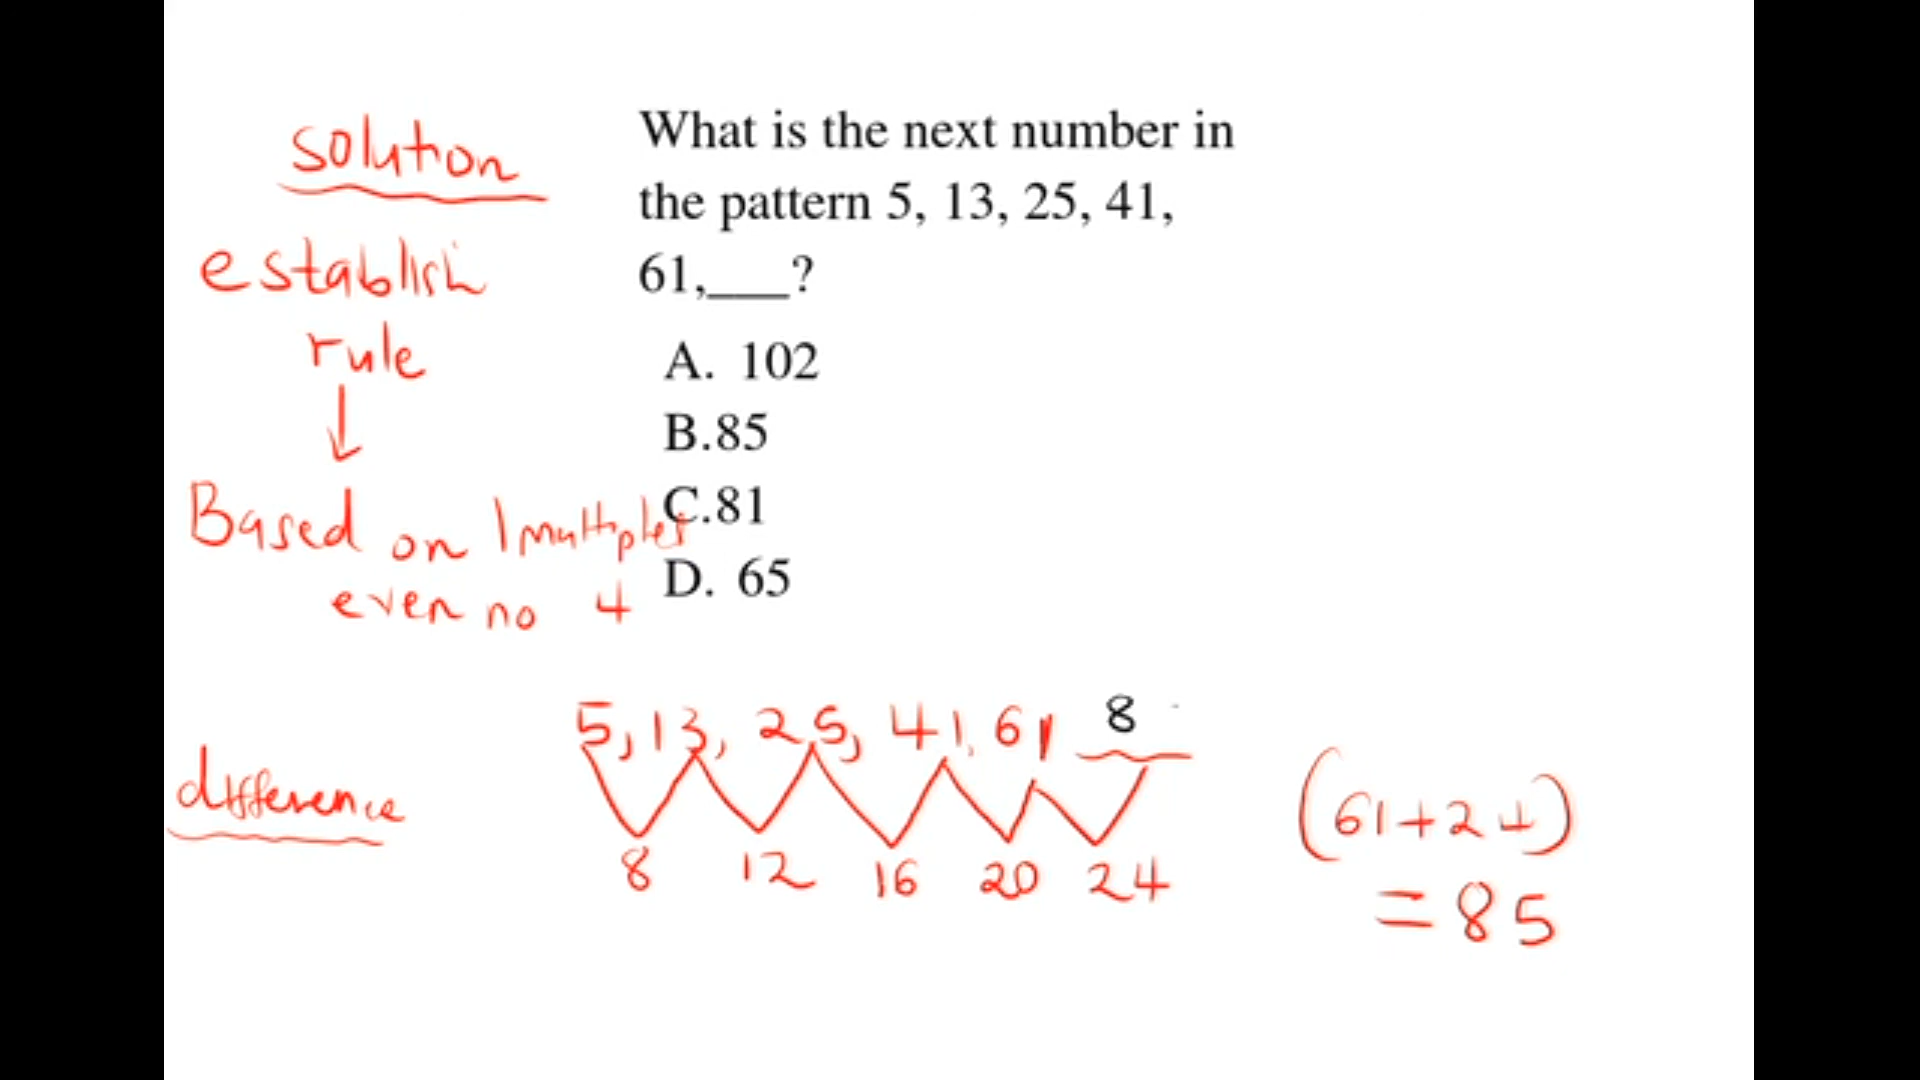 solution
establish
rule
Based on | multiples
even no 4
What is the next number in
the pattern 5, 13, 25, 41,
61,___?
A. 102
B.85
C.81
D. 65
5, 13, 25, 41, 61 8
difference
8 12 16 20 24
(61+24)
= 85